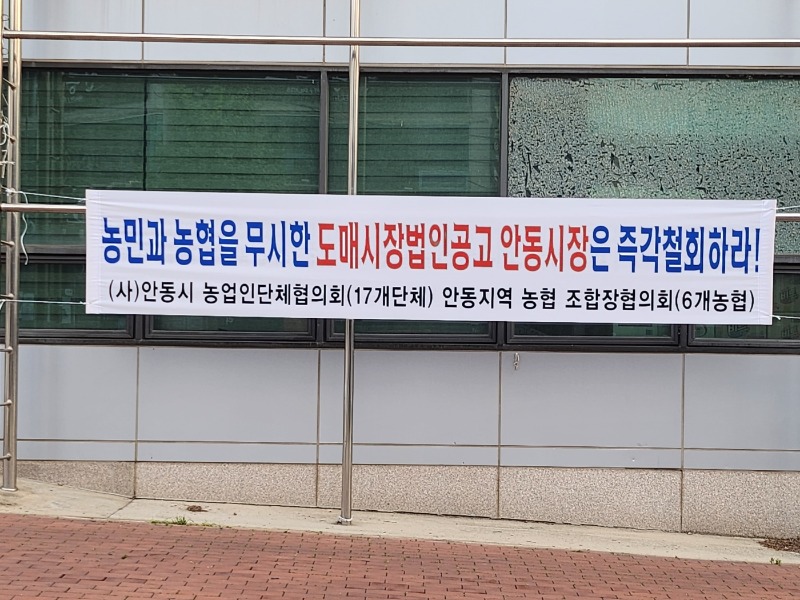 농민과 농협을 무시한 도매시장법인공고 안동시장은 즉각철회하라!
(사)안동시 농업인단체협의회(17개단체) 안동지역 농협 조합장협의회(6개농협)